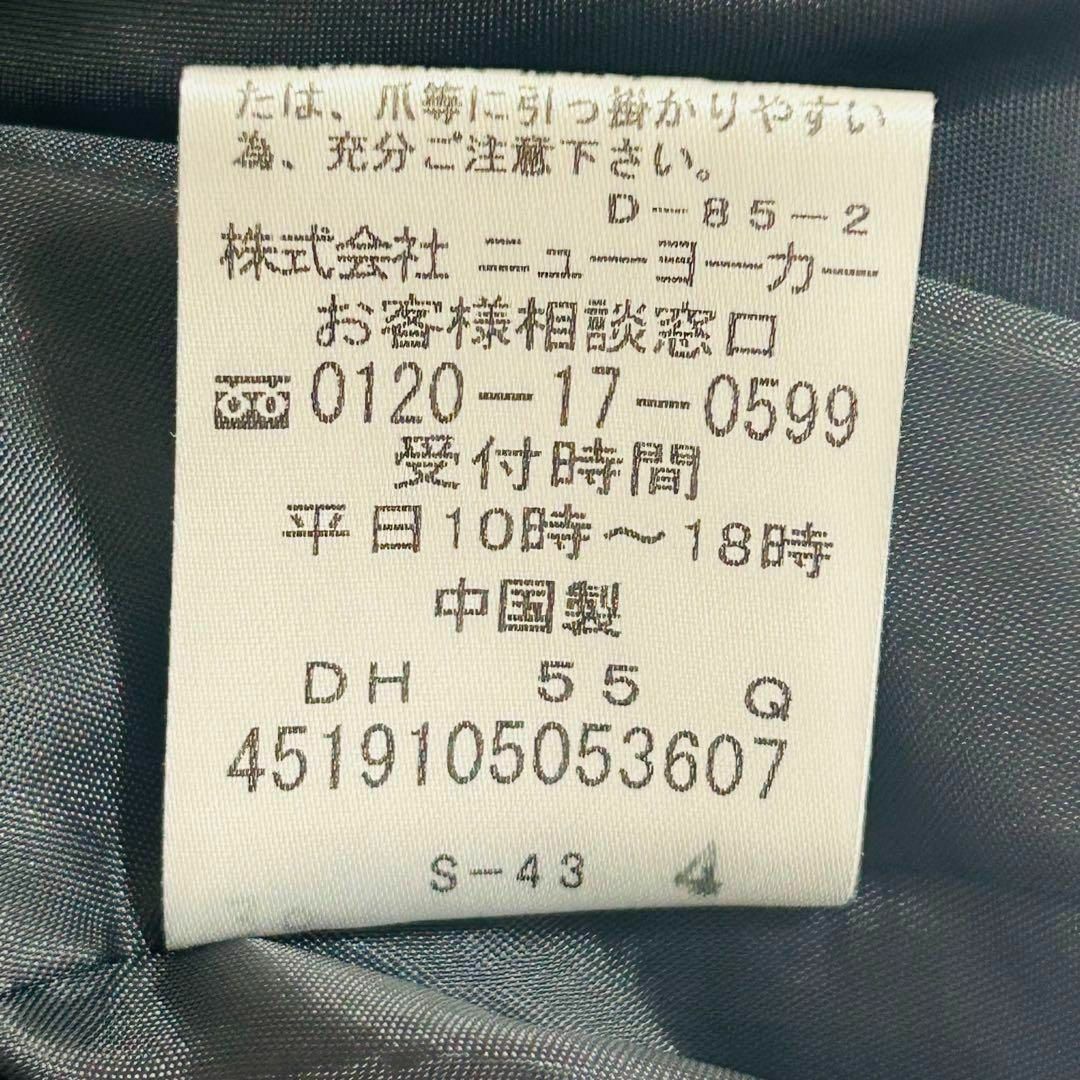 たは、爪等に引っ掛かりやすい
為、充分ご注意下さい。
D-85-2
株式会社 ニューヨーカー
お客様相談窓口
0120-17-0599
受付時間
平日10時～18時
中国製
DH 55 Q
4519105053607
S-43 4